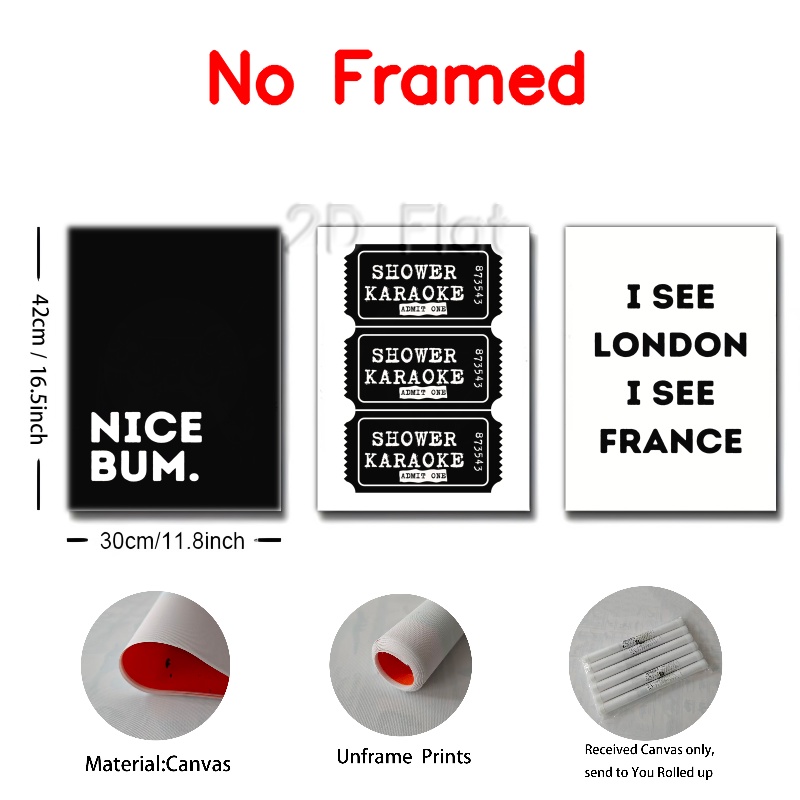 No Framed
2D Flat
42cm / 16.5inch
NICE
BUM.
30cm/11.8inch
SHOWER
KARAOKE
ADMIT ONE
873543
SHOWER
KARAOKE
ADMIT ONE
873543
SHOWER
KARAOKE
ADMIT ONE
873543
I SEE
LONDON
I SEE
FRANCE
Material:Canvas
Unframe Prints
Received Canvas only,
send to You Rolled up